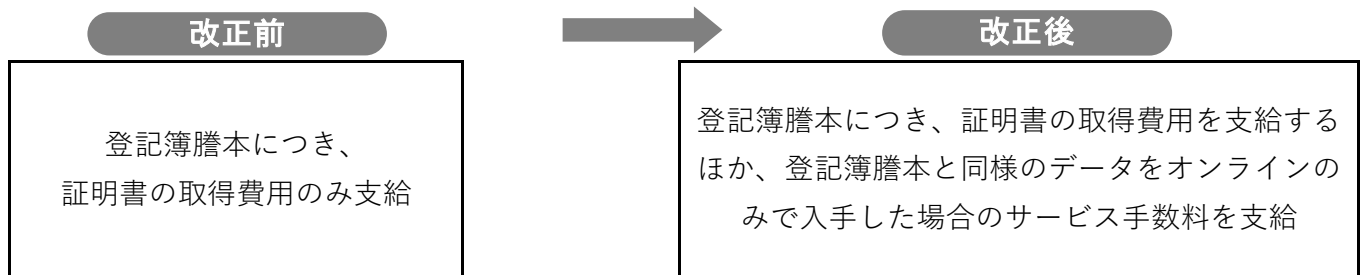 改正前
改正後
登記簿謄本につき、
証明書の取得費用のみ支給
登記簿謄本につき、証明書の取得費用を支給する
ほか、登記簿謄本と同様のデータをオンラインの
みで入手した場合のサービス手数料を支給